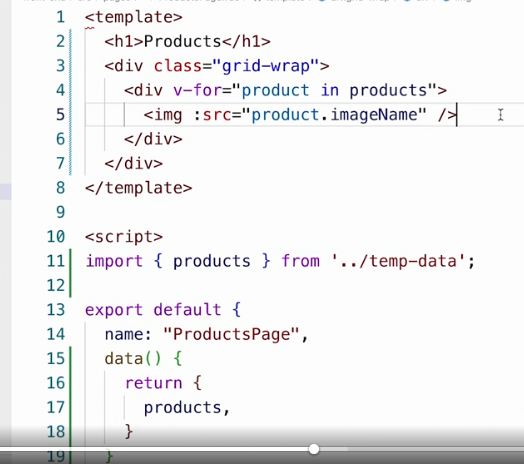 1 <template>
2 <h1>Products</h1>
3 <div class="grid-wrap">
4 <div v-for="product in products">
5 <img :src="product.imageName" />
6 </div>
7 </div>
8 </template>
9
10 <script>
11 import { products } from '../temp-data';
12
13 export default {
14 name: "ProductsPage",
15 data() {
16 return {
17 products,
18 }
19 }